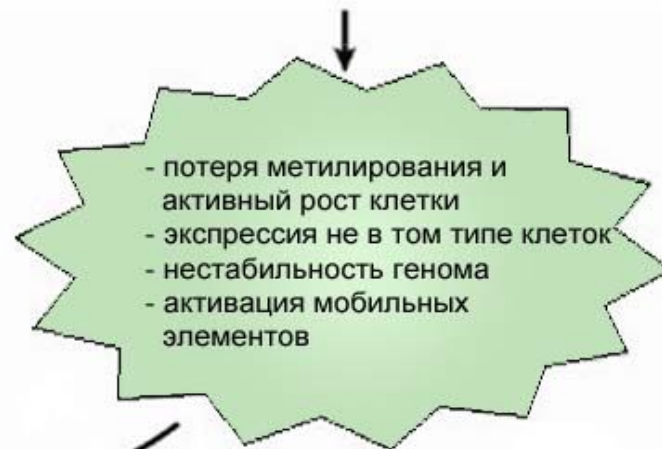 - потеря метилирования и
активный рост клетки
- экспрессия не в том типе клеток
- нестабильность генома
- активация мобильных
элементов